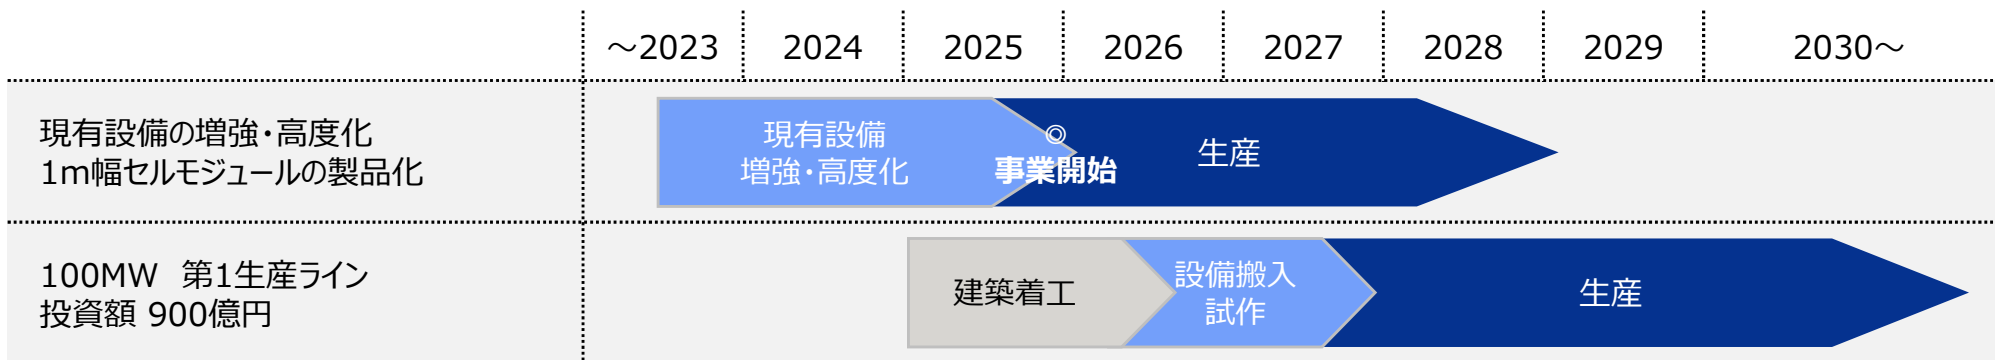 ～2023 2024 2025 2026 2027 2028 2029 2030～
現有設備の増強・高度化
1m幅セルモジュールの製品化
現有設備
増強・高度化
◎
事業開始
生産
100MW 第1生産ライン
投資額 900億円
建築着工
設備搬入
試作
生産